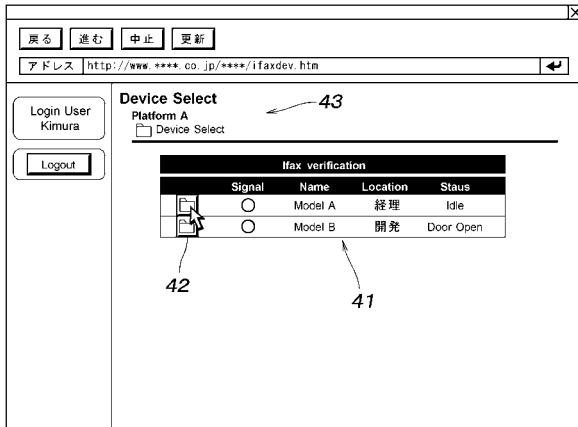 戻る 進む 中止 更新
アドレス http://www.****.co.jp/****/ifaxdev.htm
Login User
Kimura
Logout
Device Select
Platform A
Device Select
43
Ifax verification
Signal Name Location Staus
Model A 経理 Idle
Model B 開発 Door Open
42
41